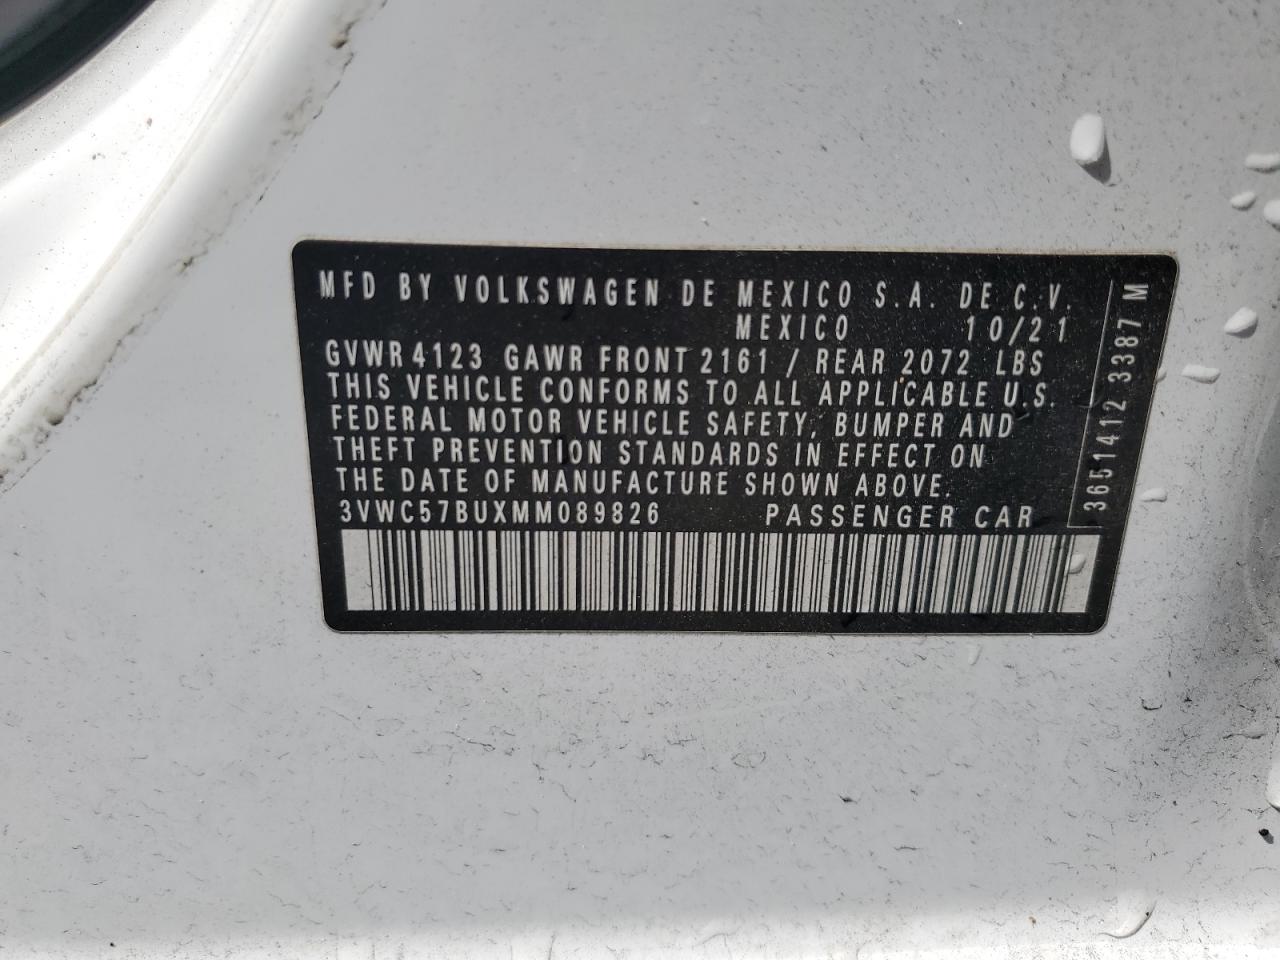 MFD BY VOLKSWAGEN DE MEXICO S.A. DE C.V.
MEXICO 10/21
GVWR 4123 GAWR FRONT 2161 / REAR 2072 LBS
THIS VEHICLE CONFORMS TO ALL APPLICABLE U.S.
FEDERAL MOTOR VEHICLE SAFETY, BUMPER AND
THEFT PREVENTION STANDARDS IN EFFECT ON
THE DATE OF MANUFACTURE SHOWN ABOVE.
3VWC57BUXMM089826 PASSENGER CAR
3651412 3387 M